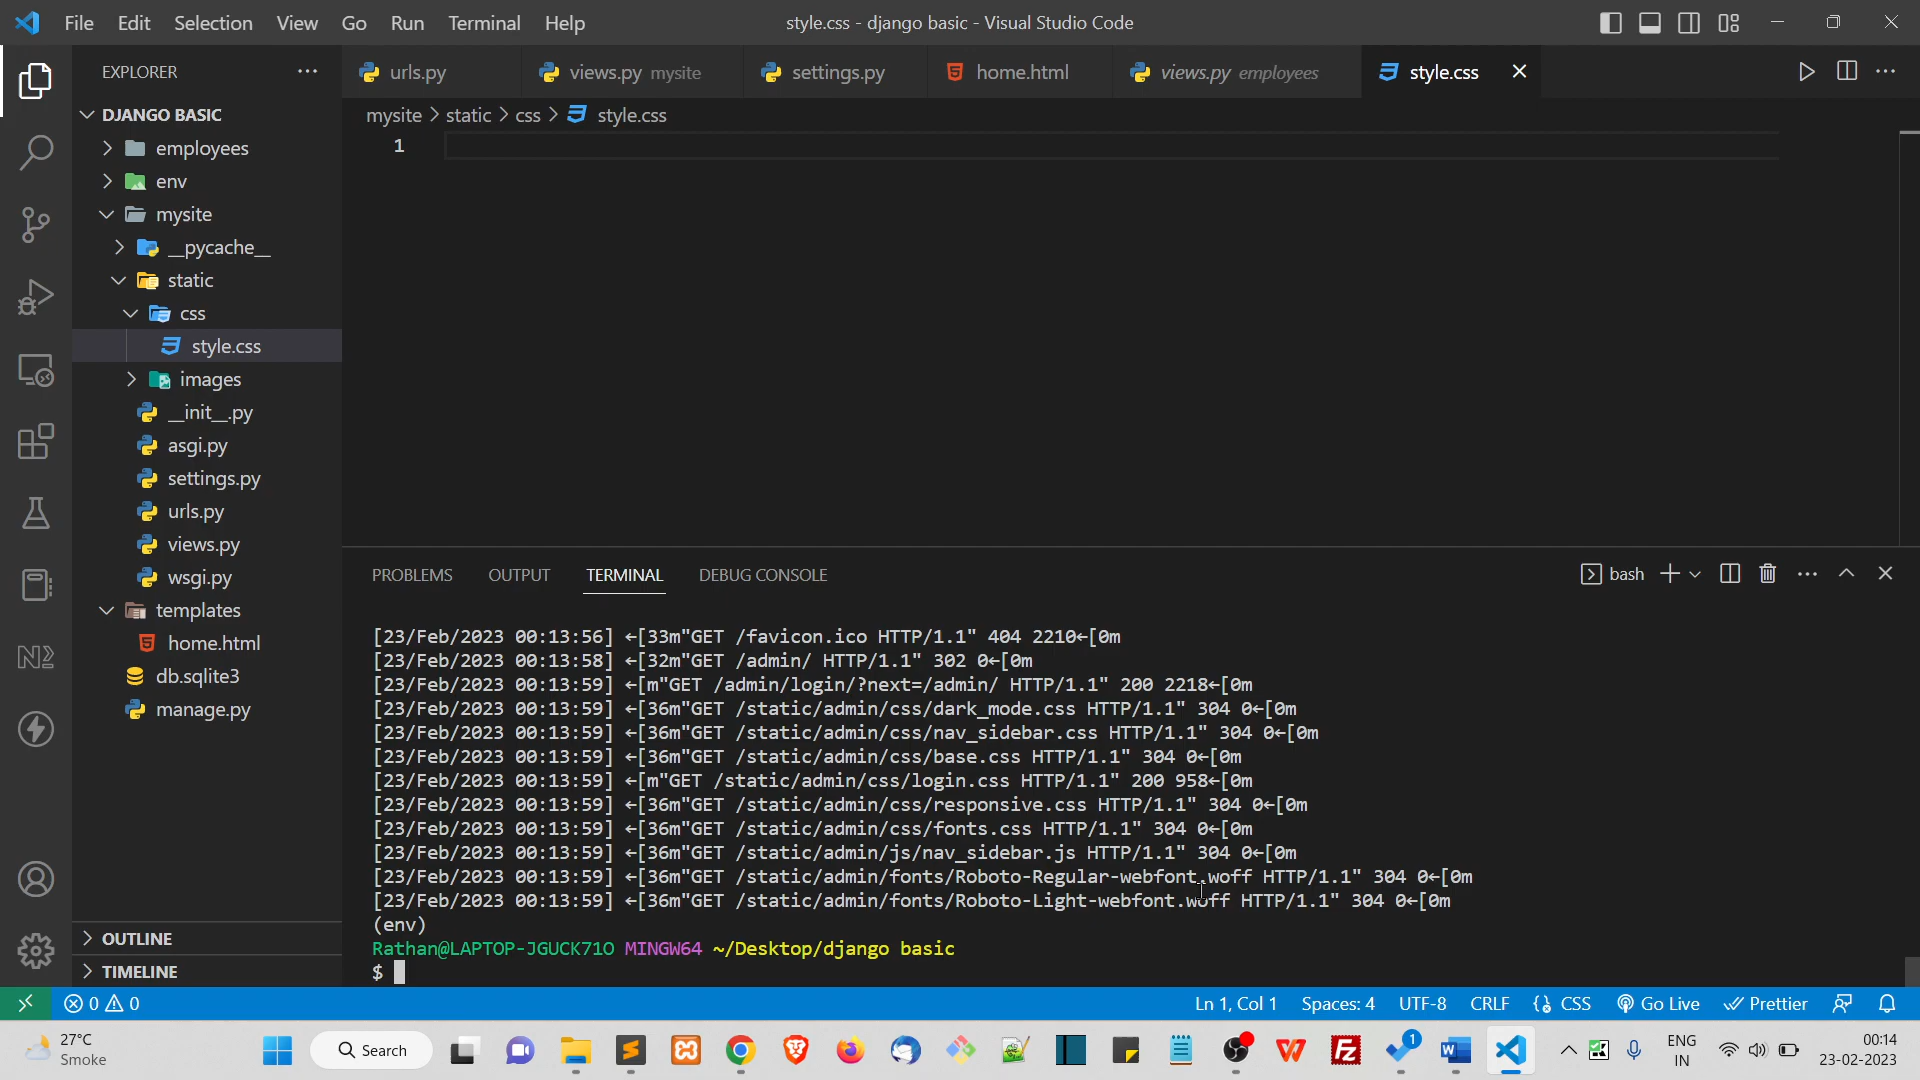 File Edit Selection View Go Run Terminal Help
style.css - django basic - Visual Studio Code
EXPLORER
DJANGO BASIC
employees
env
mysite
__pycache__
static
css
style.css
images
__init__.py
asgi.py
settings.py
urls.py
views.py
wsgi.py
templates
home.html
db.sqlite3
manage.py
OUTLINE
TIMELINE
urls.py
views.py mysite
settings.py
home.html
views.py employees
style.css
mysite > static > css > style.css
1
PROBLEMS OUTPUT TERMINAL DEBUG CONSOLE
bash
[23/Feb/2023 00:13:56] ←[33m"GET /favicon.ico HTTP/1.1" 404 2210←[0m
[23/Feb/2023 00:13:58] ←[32m"GET /admin/ HTTP/1.1" 302 0←[0m
[23/Feb/2023 00:13:59] ←[m"GET /admin/login/?next=/admin/ HTTP/1.1" 200 2218←[0m
[23/Feb/2023 00:13:59] ←[36m"GET /static/admin/css/dark_mode.css HTTP/1.1" 304 0←[0m
[23/Feb/2023 00:13:59] ←[36m"GET /static/admin/css/nav_sidebar.css HTTP/1.1" 304 0←[0m
[23/Feb/2023 00:13:59] ←[36m"GET /static/admin/css/base.css HTTP/1.1" 304 0←[0m
[23/Feb/2023 00:13:59] ←[m"GET /static/admin/css/login.css HTTP/1.1" 200 958←[0m
[23/Feb/2023 00:13:59] ←[36m"GET /static/admin/css/responsive.css HTTP/1.1" 304 0←[0m
[23/Feb/2023 00:13:59] ←[36m"GET /static/admin/css/fonts.css HTTP/1.1" 304 0←[0m
[23/Feb/2023 00:13:59] ←[36m"GET /static/admin/js/nav_sidebar.js HTTP/1.1" 304 0←[0m
[23/Feb/2023 00:13:59] ←[36m"GET /static/admin/fonts/Roboto-Regular-webfont.woff HTTP/1.1" 304 0←[0m
[23/Feb/2023 00:13:59] ←[36m"GET /static/admin/fonts/Roboto-Light-webfont.woff HTTP/1.1" 304 0←[0m
(env)
Rathan@LAPTOP-JGUCK71O MINGW64 ~/Desktop/django basic
$
0 0
Ln 1, Col 1 Spaces: 4 UTF-8 CRLF CSS Go Live Prettier
27°C
Smoke
Search
1
ENG
IN
00:14
23-02-2023